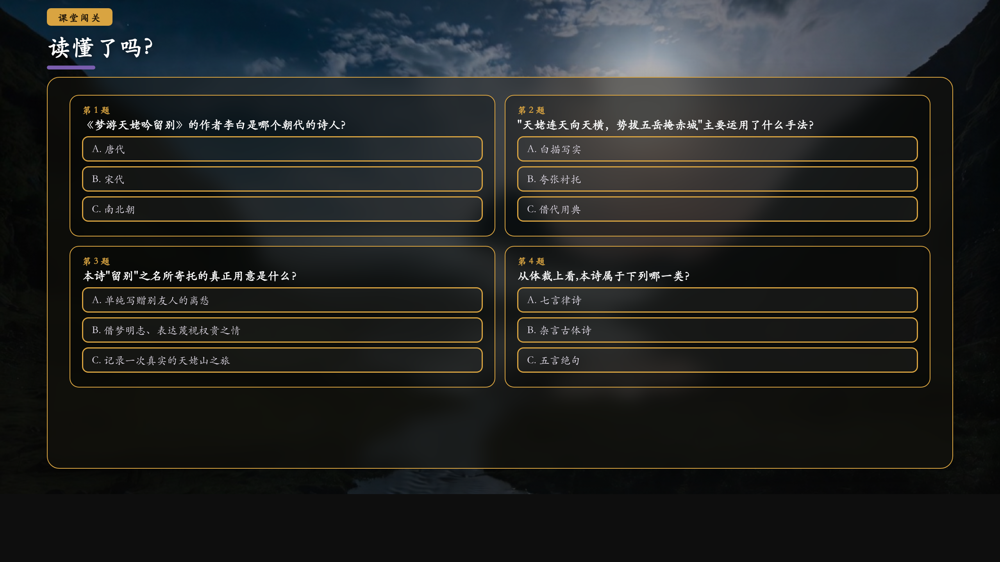 课堂闯关
读懂了吗?
第 1 题
《梦游天姥吟留别》的作者李白是哪个朝代的诗人?
A. 唐代
B. 宋代
C. 南北朝
第 2 题
"天姥连天向天横，势拔五岳掩赤城"主要运用了什么手法?
A. 白描写实
B. 夸张衬托
C. 借代用典
第 3 题
本诗"留别"之名所寄托的真正用意是什么?
A. 单纯写赠别友人的离愁
B. 借梦明志、表达蔑视权贵之情
C. 记录一次真实的天姥山之旅
第 4 题
从体裁上看,本诗属于下列哪一类?
A. 七言律诗
B. 杂言古体诗
C. 五言绝句